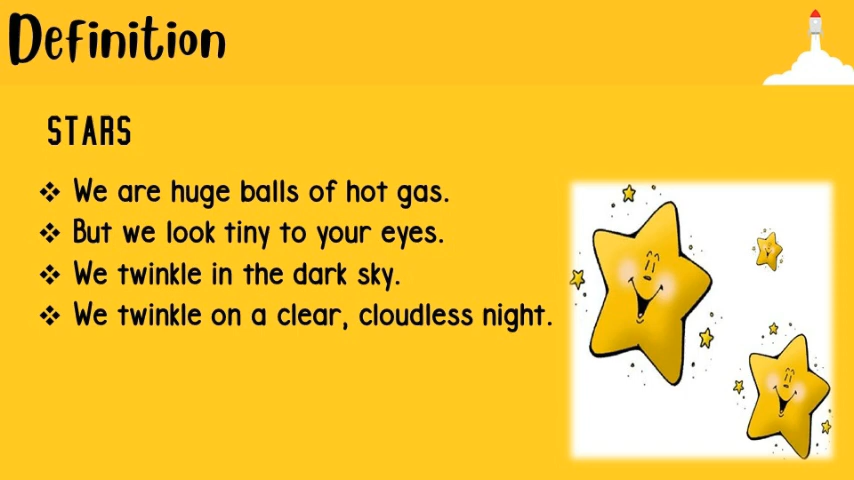 Definition
STARS
❖ We are huge balls of hot gas.
❖ But we look tiny to your eyes.
❖ We twinkle in the dark sky.
❖ We twinkle on a clear, cloudless night.